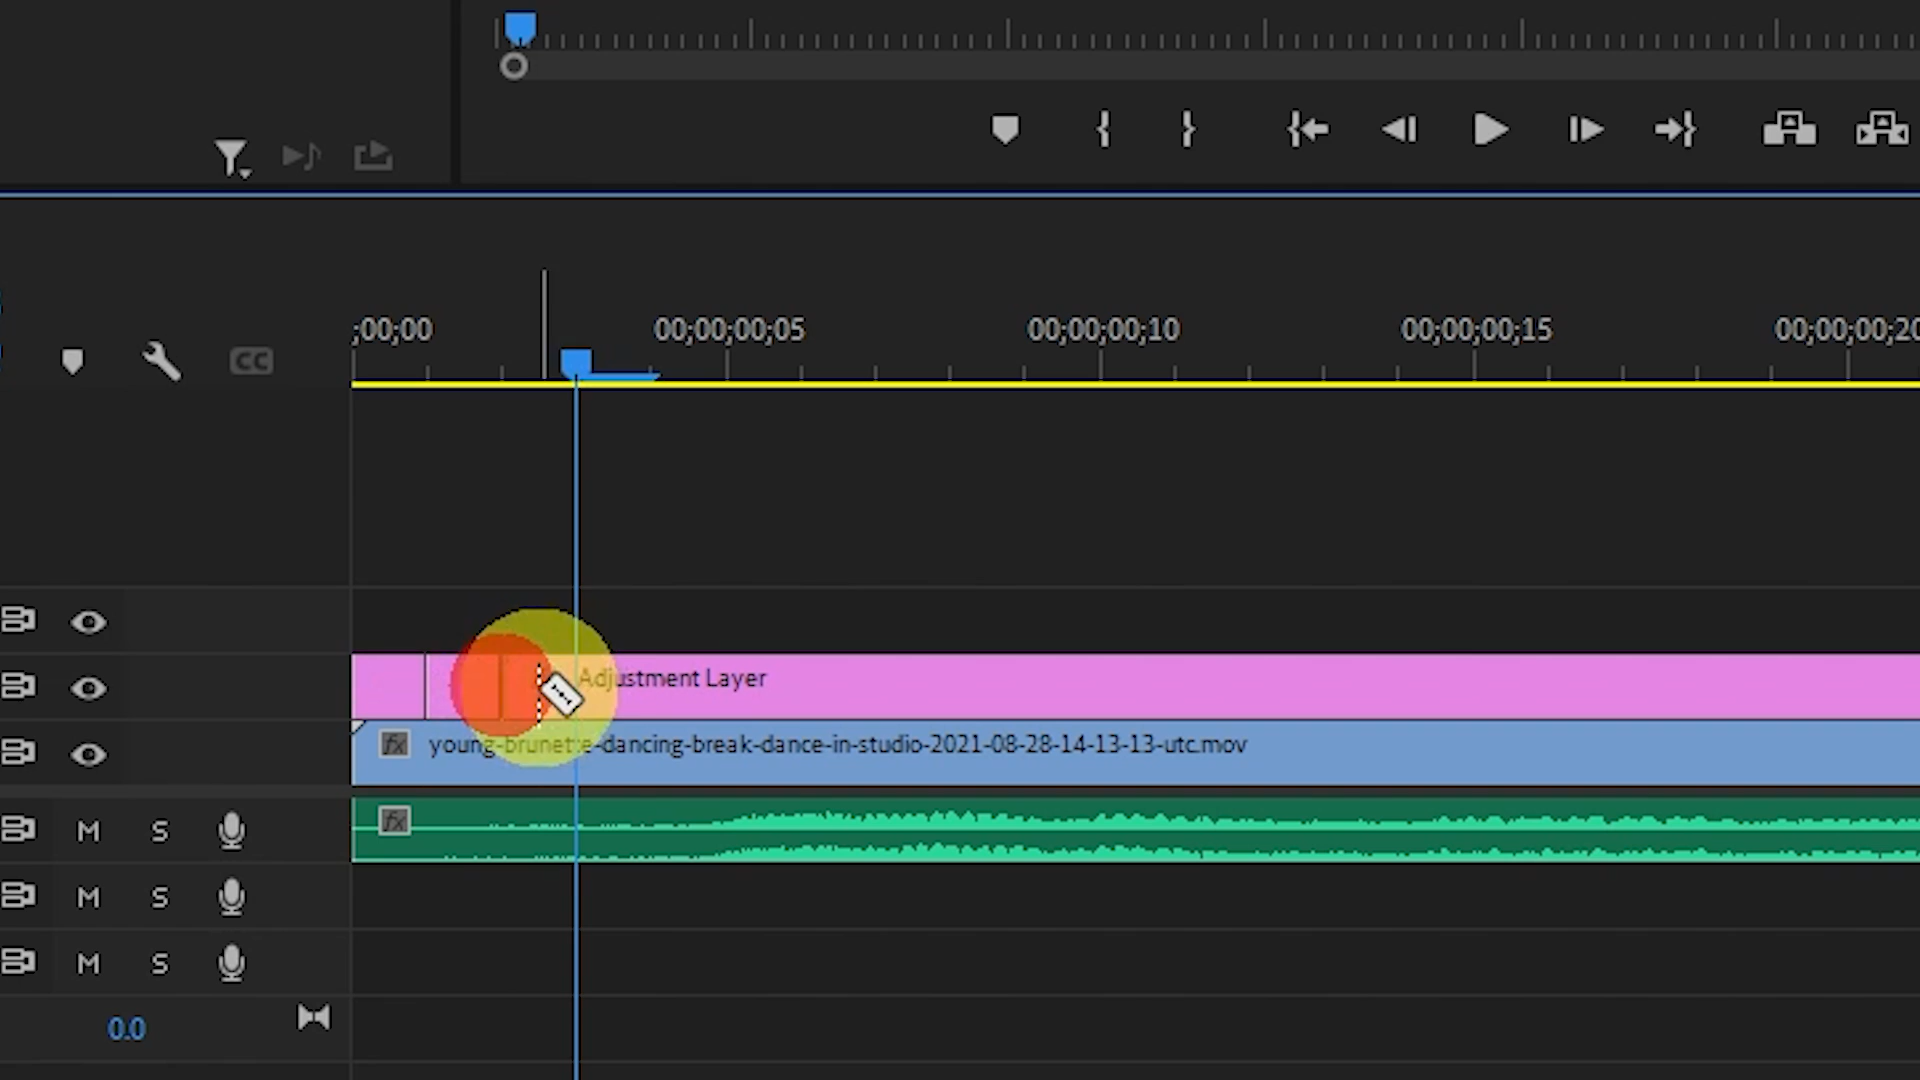 ;00;00 00;00;00;05 00;00;00;10 00;00;00;15 00;00;00;20
CC
Adjustment Layer
fx young-brunette-dancing-break-dance-in-studio-2021-08-28-14-13-13-utc.mov
fx
M S
M S
M S
0.0